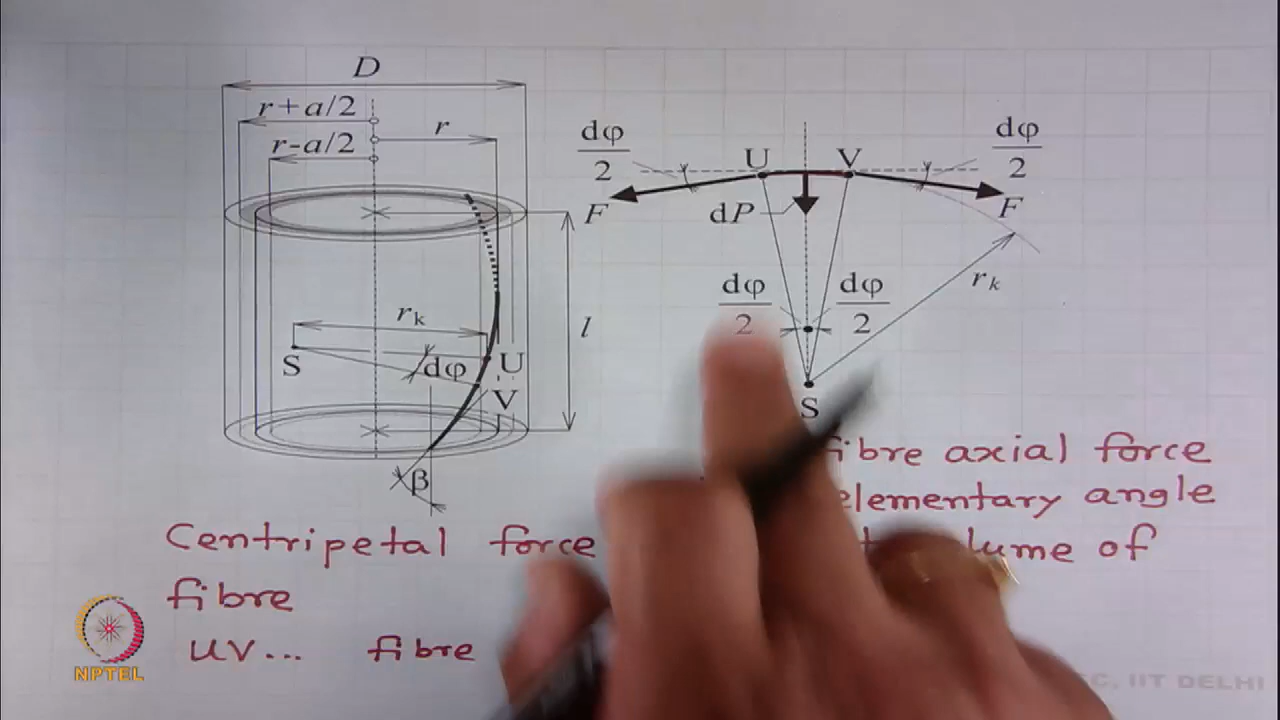 D
r + a/2
r
r-a/2
l
r_k
S
dφ
U
V
β
dφ/2
U
V
dφ/2
F
dP
F
dφ/2
dφ/2
r_k
S
fibre axial force
elementary angle
Centripetal force
lume of
fibre
UV... fibre
NPTEL
C, IIT DELHI